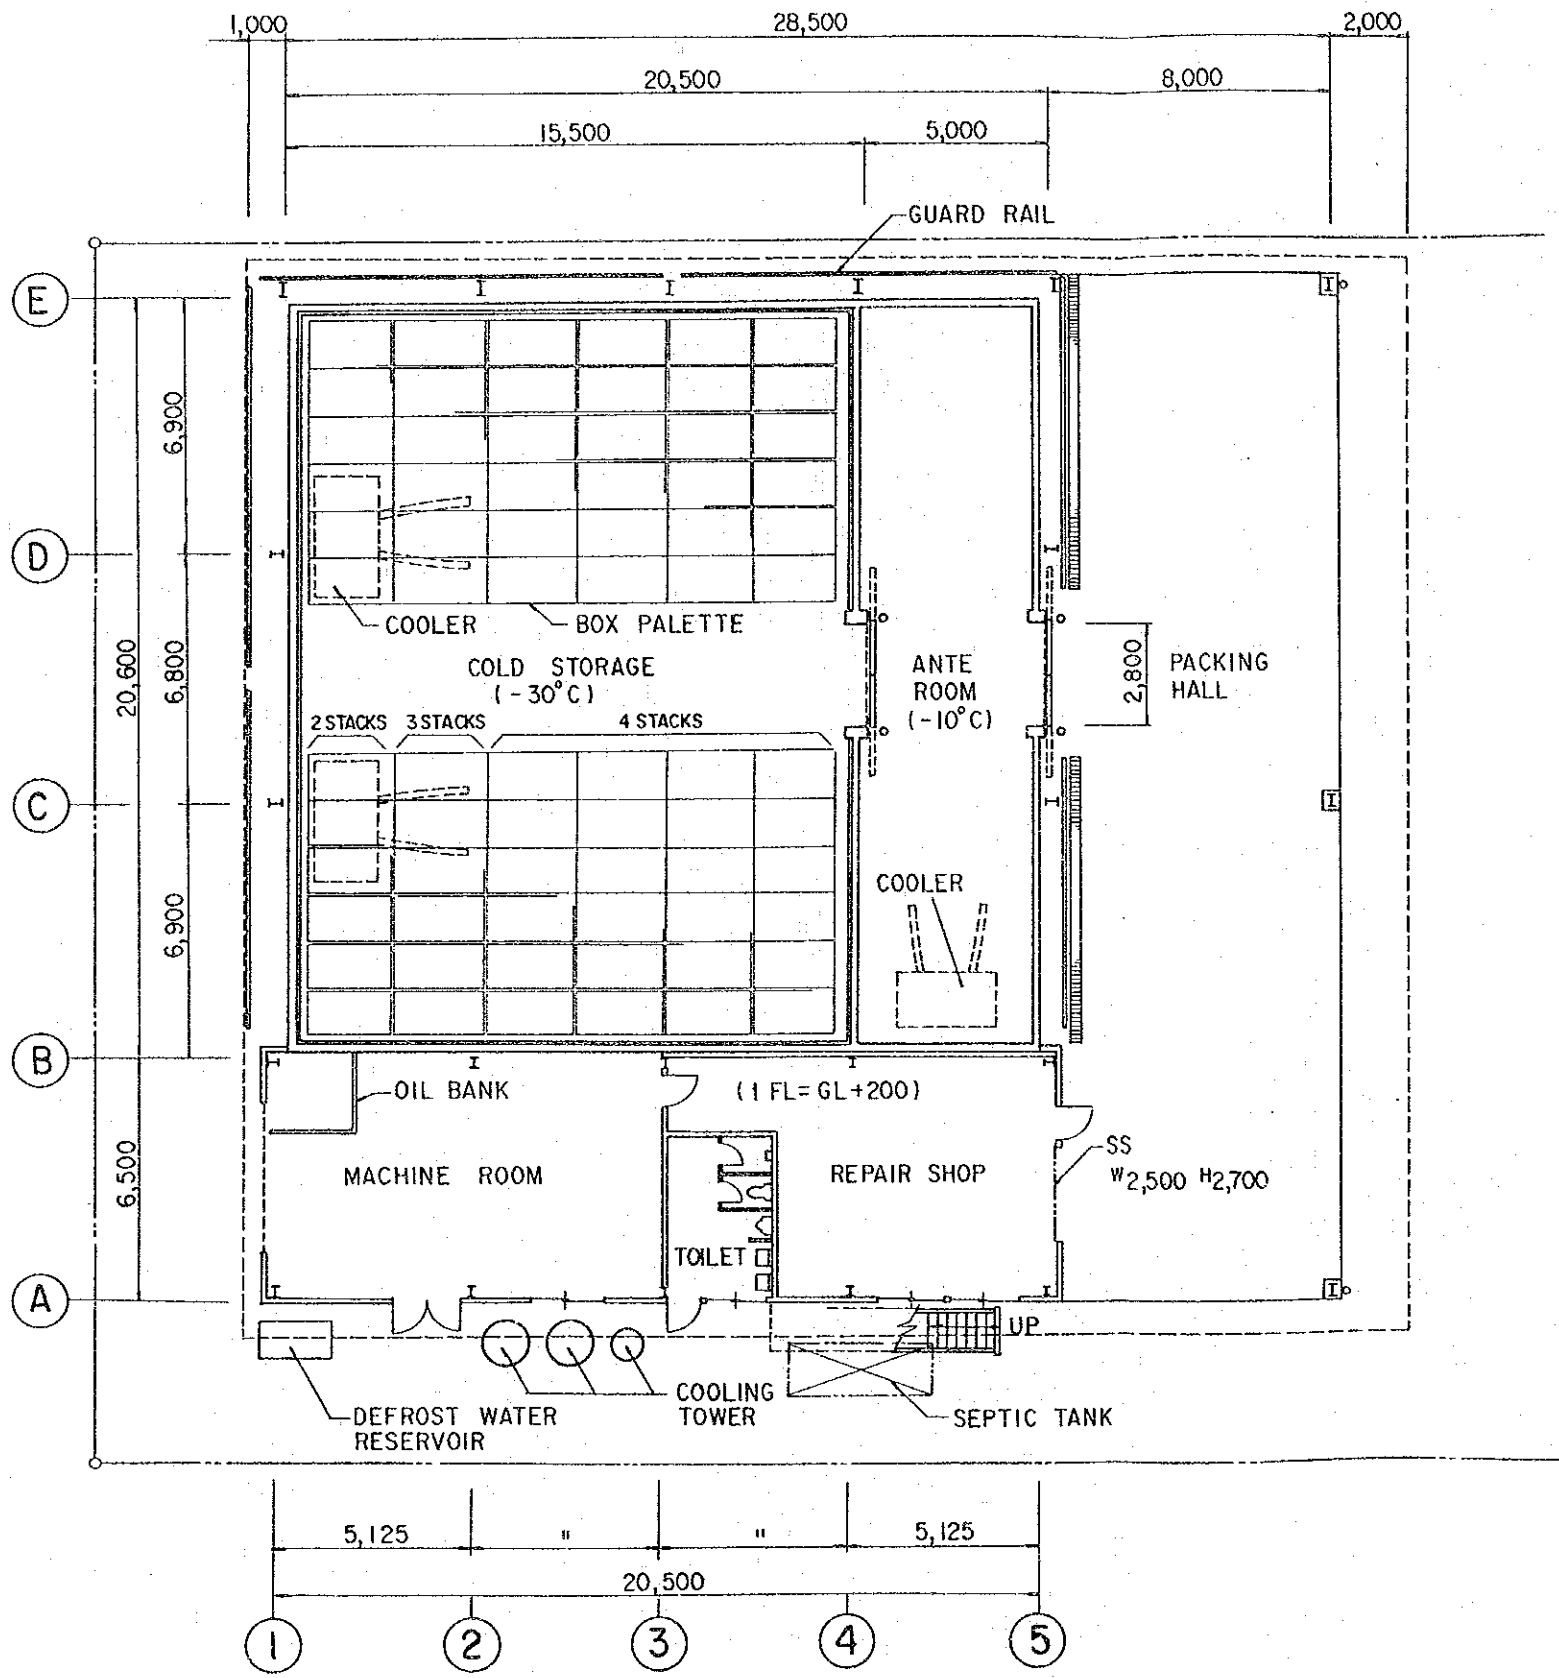 1,000 28,500 2,000
20,500 8,000
15,500 5,000
GUARD RAIL
E
6,900
D
COOLER BOX PALETTE
COLD STORAGE
(-30°C)
ANTE
ROOM
(-10°C)
2,800
PACKING
HALL
20,600
6,800
2 STACKS 3 STACKS 4 STACKS
C
COOLER
6,900
B
OIL BANK
(1 FL=GL+200)
6,500
MACHINE ROOM
REPAIR SHOP
SS
W2,500 H2,700
TOILET
A
UP
COOLING
TOWER
DEFROST WATER
RESERVOIR
SEPTIC TANK
5,125 " " 5,125
20,500
1 2 3 4 5